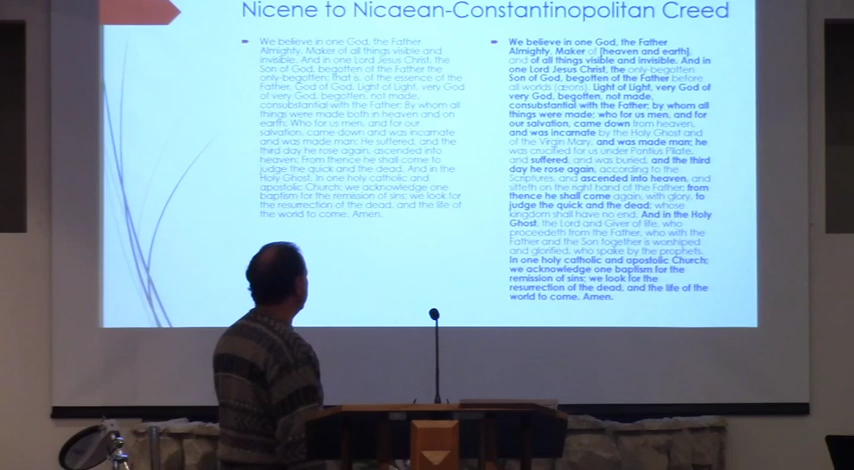 Nicene to Nicaean-Constantinopolitan Creed
We believe in one God, the Father
Almighty, Maker of all things visible and
invisible. And in one Lord Jesus Christ, the
Son of God, begotten of the Father the
only-begotten; that is, of the essence of the
Father, God of God, Light of Light, very God
of very God, begotten, not made,
consubstantial with the Father; By whom all
things were made both in heaven and on
earth; Who for us men, and for our
salvation, came down and was incarnate
and was made man; He suffered, and the
third day he rose again, ascended into
heaven; From thence he shall come to
judge the quick and the dead. And in the
Holy Ghost. In one holy catholic and
apostolic Church; we acknowledge one
baptism for the remission of sins; we look for
the resurrection of the dead, and the life of
the world to come. Amen.
We believe in one God, the Father
Almighty, Maker of [heaven and earth],
and of all things visible and invisible. And in
one Lord Jesus Christ, the only-begotten
Son of God, begotten of the Father before
all worlds (æons), Light of Light, very God of
very God, begotten, not made,
consubstantial with the Father; by whom all
things were made; who for us men, and for
our salvation, came down from heaven,
and was incarnate by the Holy Ghost and
of the Virgin Mary, and was made man; he
was crucified for us under Pontius Pilate,
and suffered, and was buried, and the third
day he rose again, according to the
Scriptures, and ascended into heaven, and
sitteth on the right hand of the Father; from
thence he shall come again, with glory, to
judge the quick and the dead; whose
kingdom shall have no end. And in the Holy
Ghost, the Lord and Giver of life, who
proceedeth from the Father, who with the
Father and the Son together is worshiped
and glorified, who spake by the prophets.
In one holy catholic and apostolic Church;
we acknowledge one baptism for the
remission of sins; we look for the
resurrection of the dead, and the life of the
world to come. Amen.